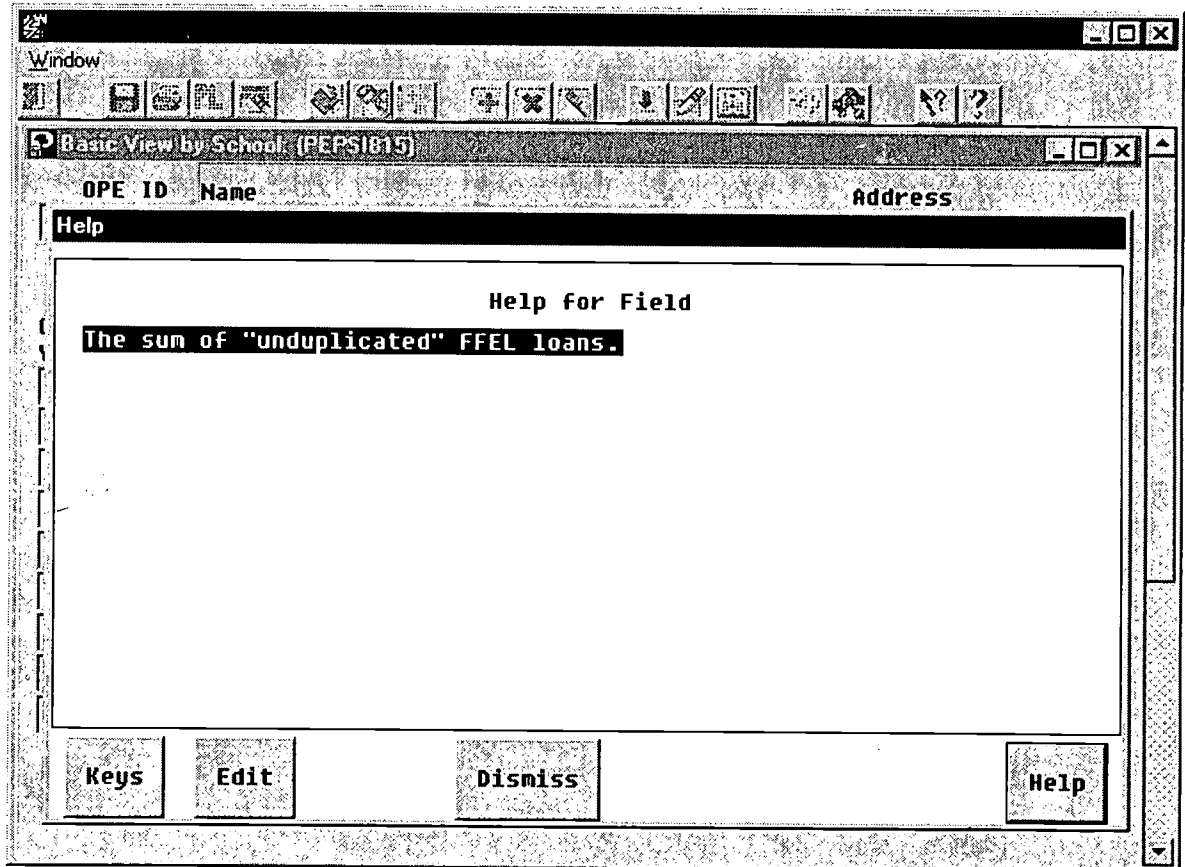 Window
Basic View by School (PEPSI815)
OPE ID Name Address
Help
Help for Field
The sum of "unduplicated" FFEL loans.
Keys Edit Dismiss Help